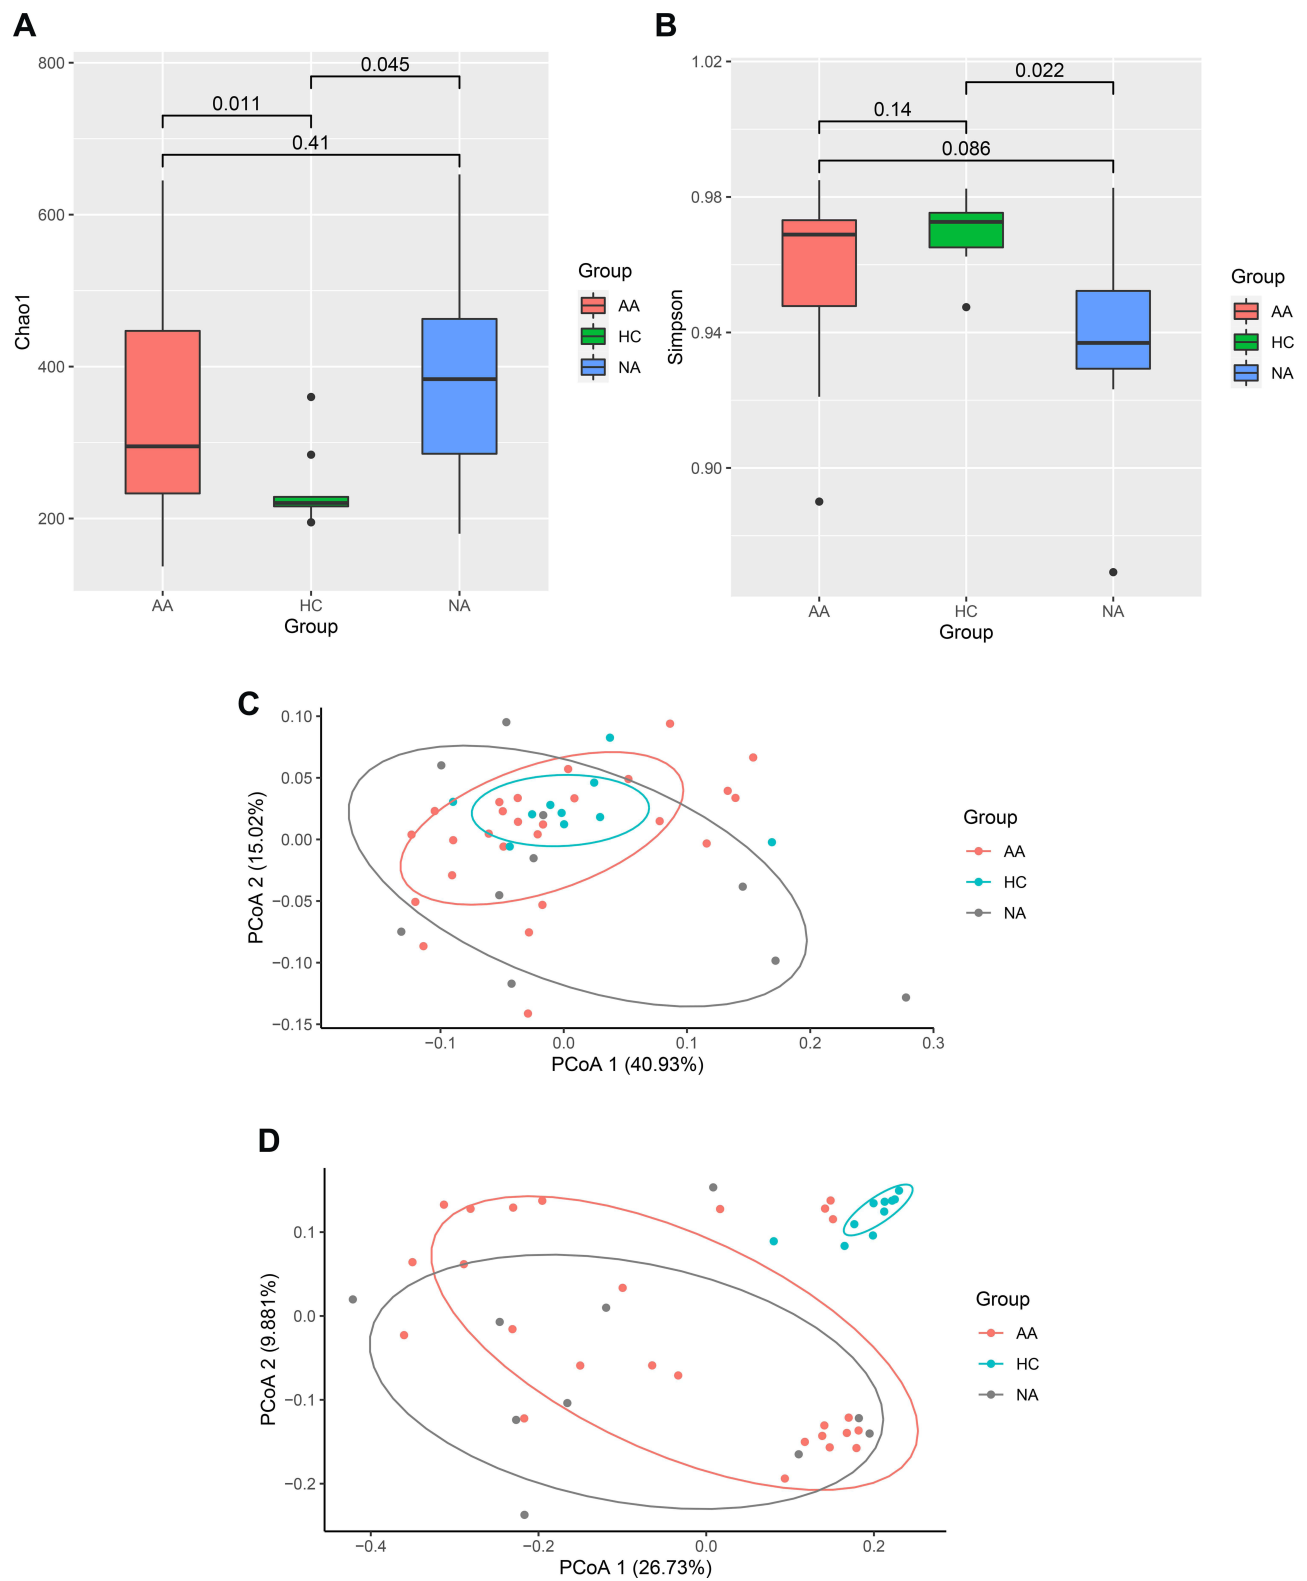 A
800
600
400
200
Chao1
0.045
0.011
0.41
AA
HC
NA
Group
Group
AA
HC
NA
B
1.02
0.98
0.94
0.90
Simpson
0.022
0.14
0.086
AA
HC
NA
Group
Group
AA
HC
NA
C
0.10
0.05
0.00
−0.05
−0.10
−0.15
PCoA 2 (15.02%)
−0.1
0.0
0.1
0.2
0.3
PCoA 1 (40.93%)
Group
AA
HC
NA
D
0.1
0.0
−0.1
−0.2
PCoA 2 (9.881%)
−0.4
−0.2
0.0
0.2
PCoA 1 (26.73%)
Group
AA
HC
NA